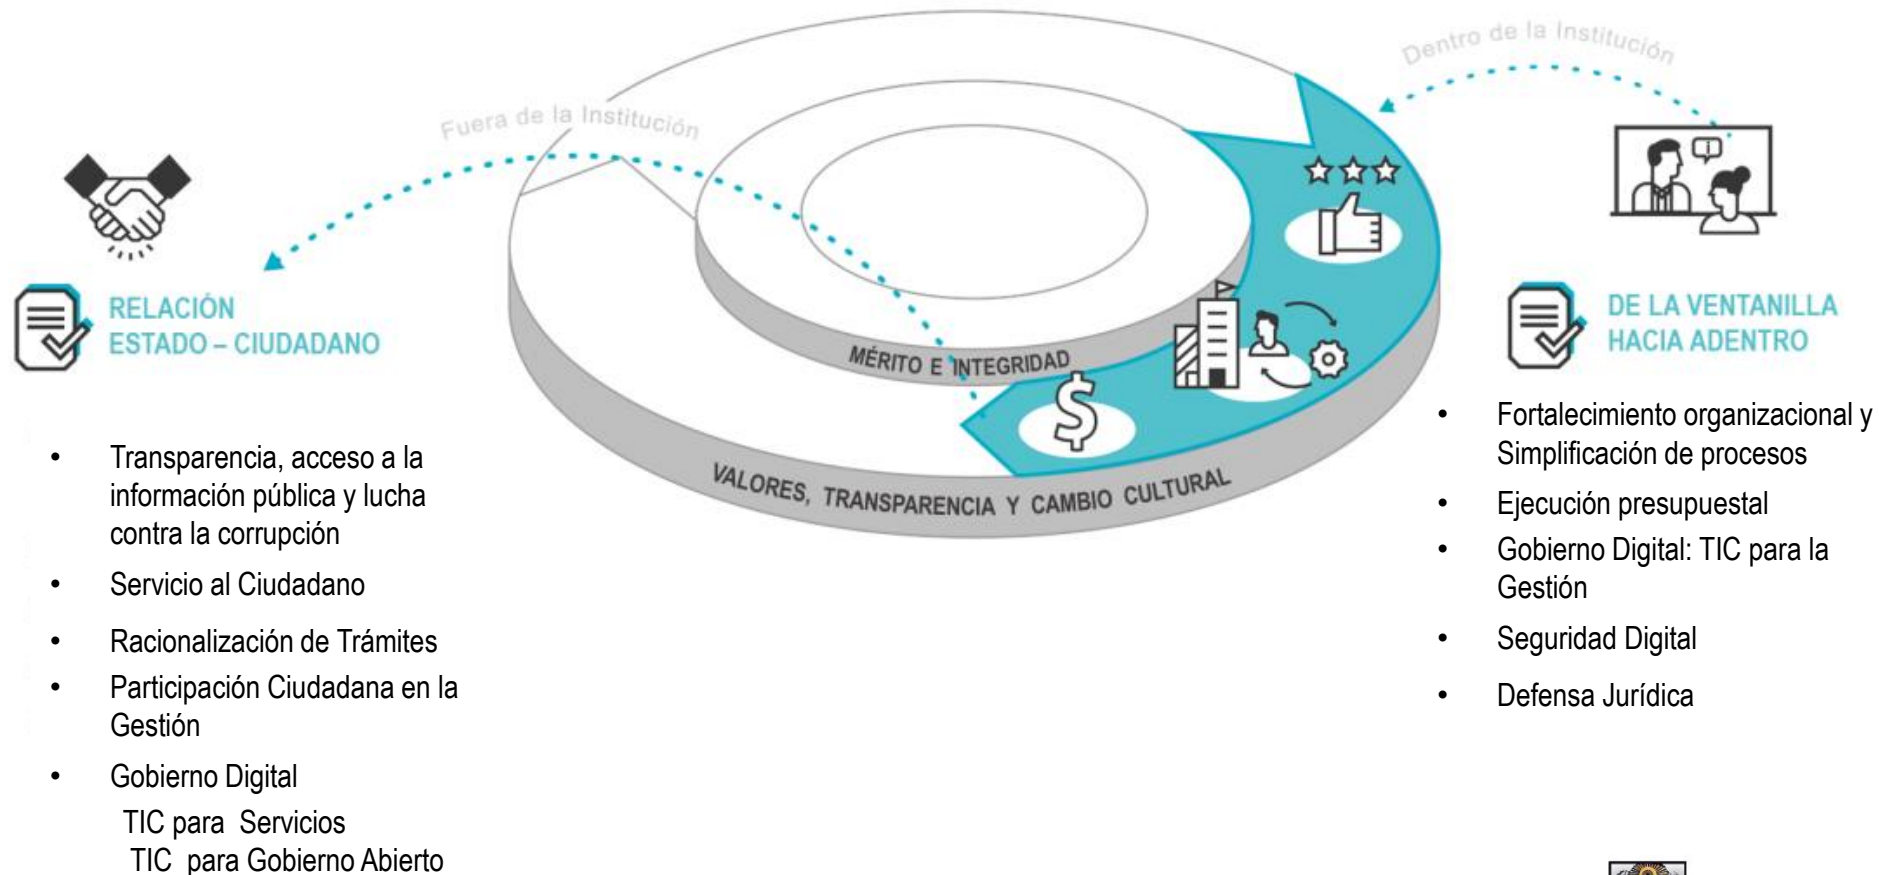 Dentro de la Institución
Fuera de la Institución
RELACIÓN
ESTADO – CIUDADANO
• Transparencia, acceso a la
información pública y lucha
contra la corrupción
• Servicio al Ciudadano
• Racionalización de Trámites
• Participación Ciudadana en la
Gestión
• Gobierno Digital
TIC para Servicios
TIC para Gobierno Abierto
$
MÉRITO E INTEGRIDAD
VALORES, TRANSPARENCIA Y CAMBIO CULTURAL
i
DE LA VENTANILLA
HACIA ADENTRO
• Fortalecimiento organizacional y
Simplificación de procesos
• Ejecución presupuestal
• Gobierno Digital: TIC para la
Gestión
• Seguridad Digital
• Defensa Jurídica